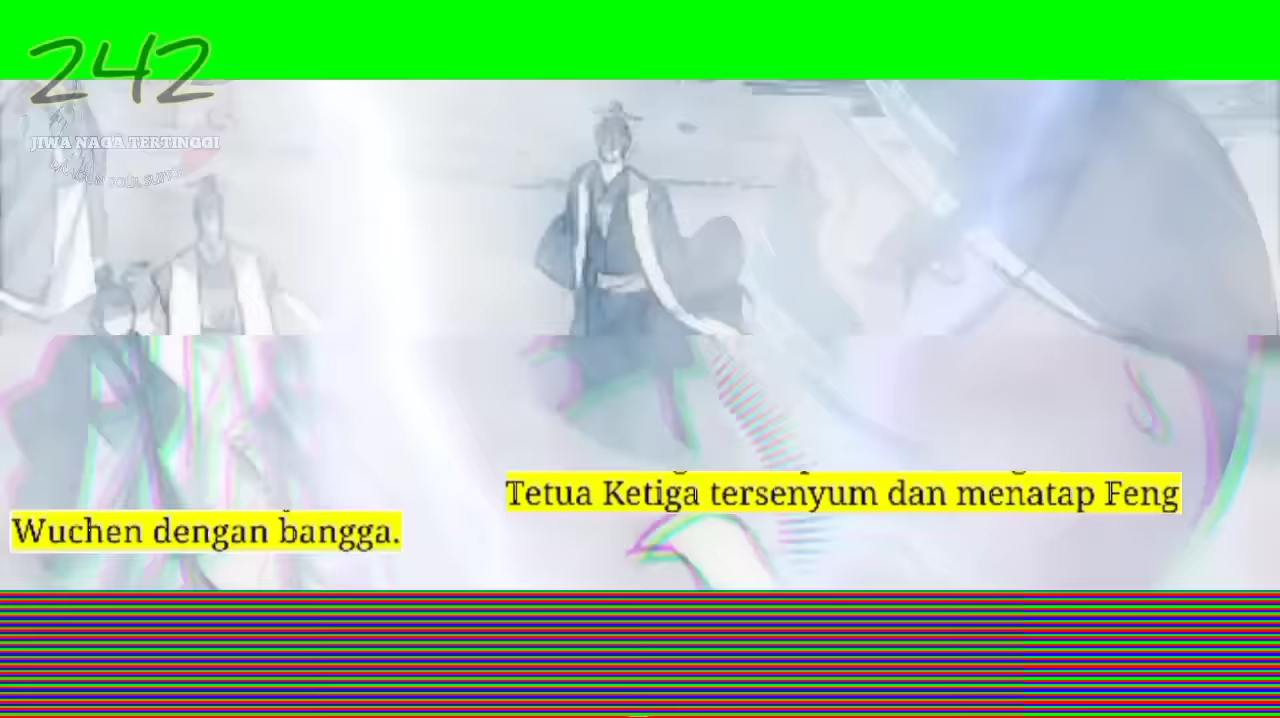 242
JIWA NAGA TERTINGGI
Tetua Ketiga tersenyum dan menatap Feng
Wuchen dengan bangga.